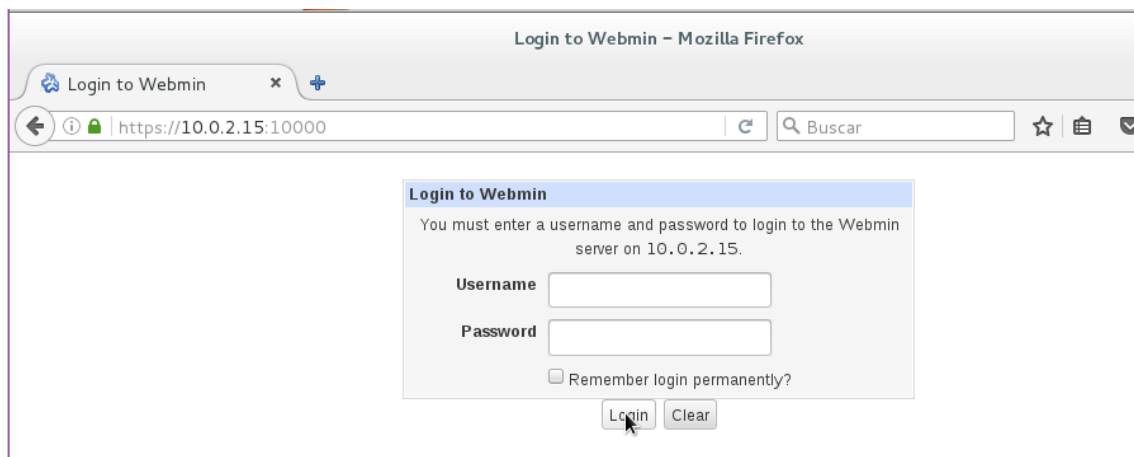 Login to Webmin – Mozilla Firefox
Login to Webmin
https://10.0.2.15:10000
Buscar
Login to Webmin
You must enter a username and password to login to the Webmin
server on 10.0.2.15.
Username
Password
Remember login permanently?
Login Clear